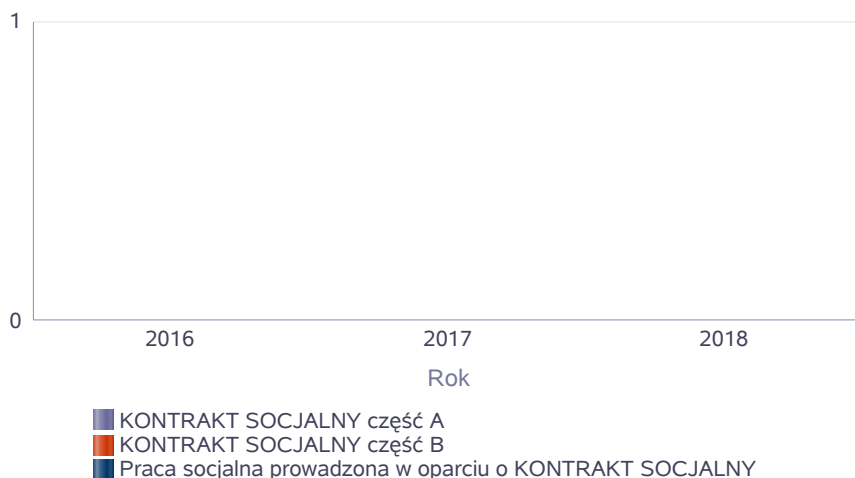 1
0
2016 2017 2018
Rok
KONTRAKT SOCJALNY część A
KONTRAKT SOCJALNY część B
Praca socjalna prowadzona w oparciu o KONTRAKT SOCJALNY